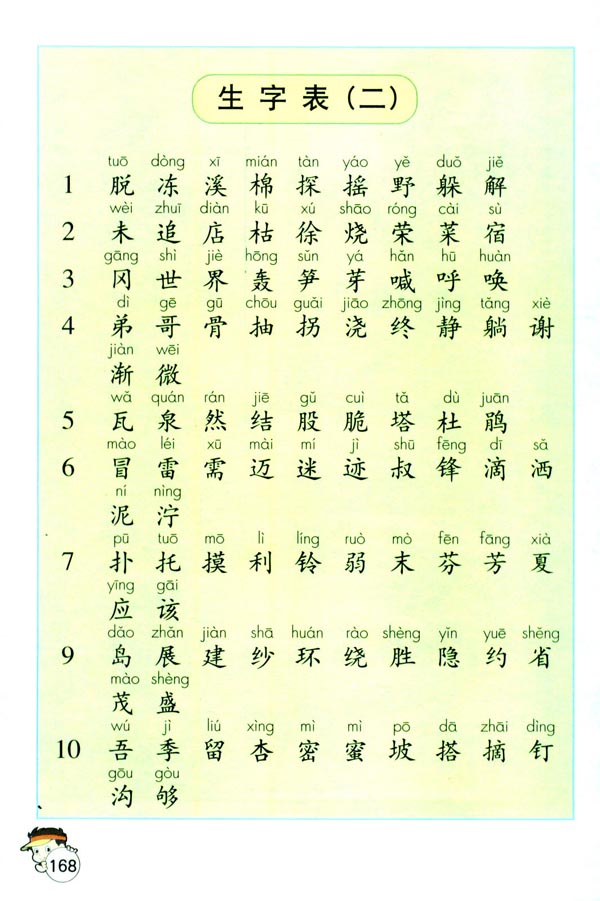 生字表（二）
tuō dòng xī mián tàn yáo yě duǒ jiě
1 脱 冻 溪 棉 探 摇 野 躲 解
wèi zhuī diàn kū xú shāo róng cài sù
2 未 追 店 枯 徐 烧 荣 菜 宿
gāng shì jiè hōng sǔn yá hǎn hū huàn
3 冈 世 界 轰 笋 芽 喊 呼 唤
dì gē gǔ chōu guǎi jiāo zhōng jìng tǎng xiè
4 弟 哥 骨 抽 拐 浇 终 静 躺 谢
jiàn wēi
渐 微
wǎ quán rán jiē gǔ cuì tǎ dù juān
5 瓦 泉 然 结 股 脆 塔 杜 鹃
mào léi xū mài mí jì shū fēng dī sǎ
6 冒 雷 需 迈 迷 迹 叔 锋 滴 洒
ní nìng
泥 泞
pū tuō mō lì líng ruò mò fēn fāng xià
7 扑 托 摸 利 铃 弱 末 芬 芳 夏
yīng gāi
应 该
dǎo zhǎn jiàn shā huán rào shèng yǐn yuē shěng
9 岛 展 建 纱 环 绕 胜 隐 约 省
mào shèng
茂 盛
wú jì liú xìng mì mì pō dā zhāi dìng
10 吾 季 留 杏 密 蜜 坡 搭 摘 钉
gōu gòu
沟 够
168